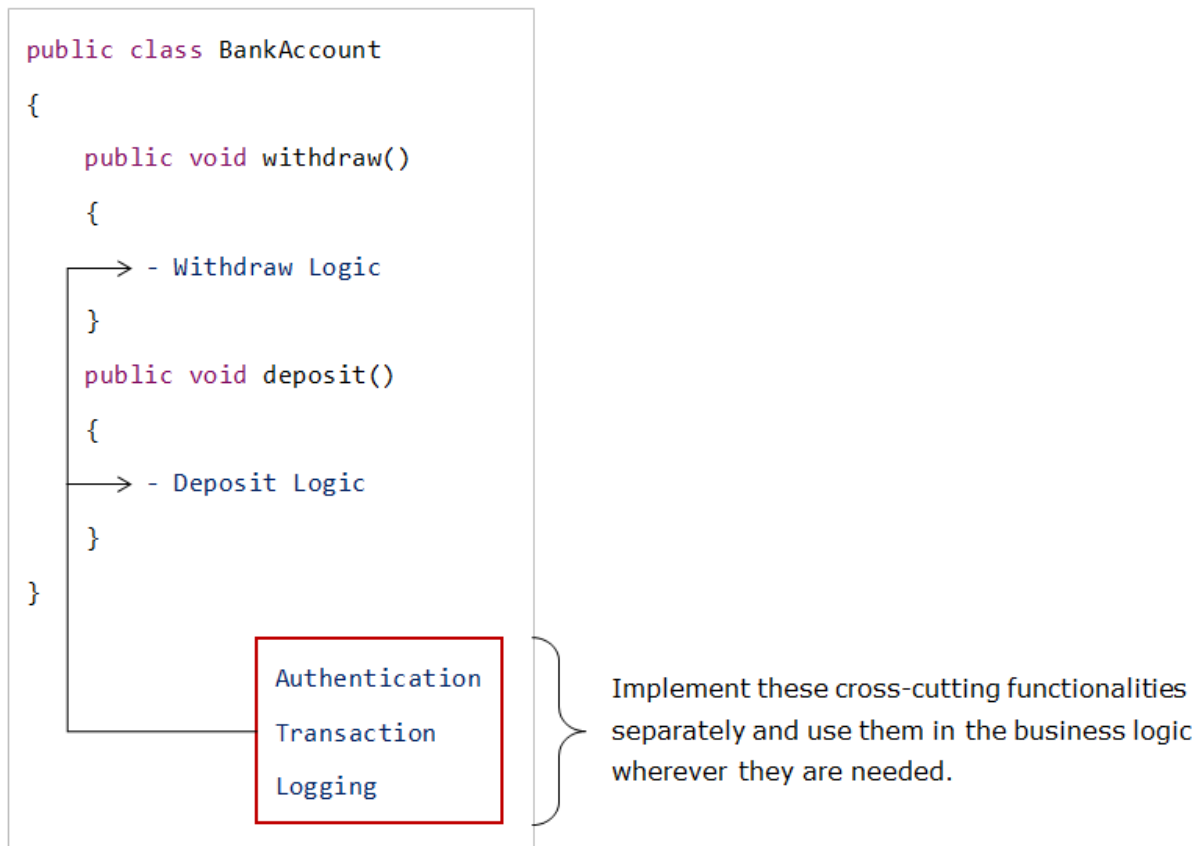 public class BankAccount
{
public void withdraw()
{
- Withdraw Logic
}
public void deposit()
{
- Deposit Logic
}
}
Authentication
Transaction
Logging
Implement these cross-cutting functionalities
separately and use them in the business logic
wherever they are needed.